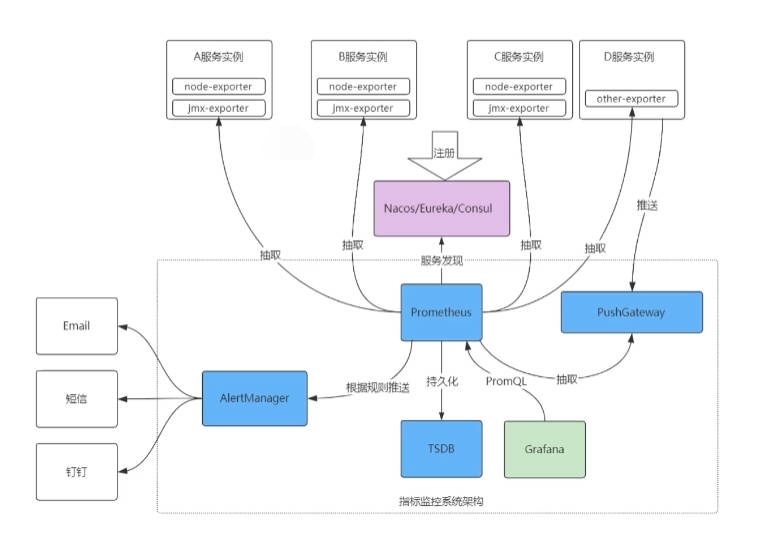 A服务实例
node-exporter
jmx-exporter
B服务实例
node-exporter
jmx-exporter
C服务实例
node-exporter
jmx-exporter
D服务实例
other-exporter
注册
Nacos/Eureka/Consul
推送
抽取
抽取
服务发现
抽取
抽取
Prometheus
PushGateway
Email
短信
钉钉
AlertManager
根据规则推送
持久化
PromQL
抽取
TSDB
Grafana
指标监控系统架构